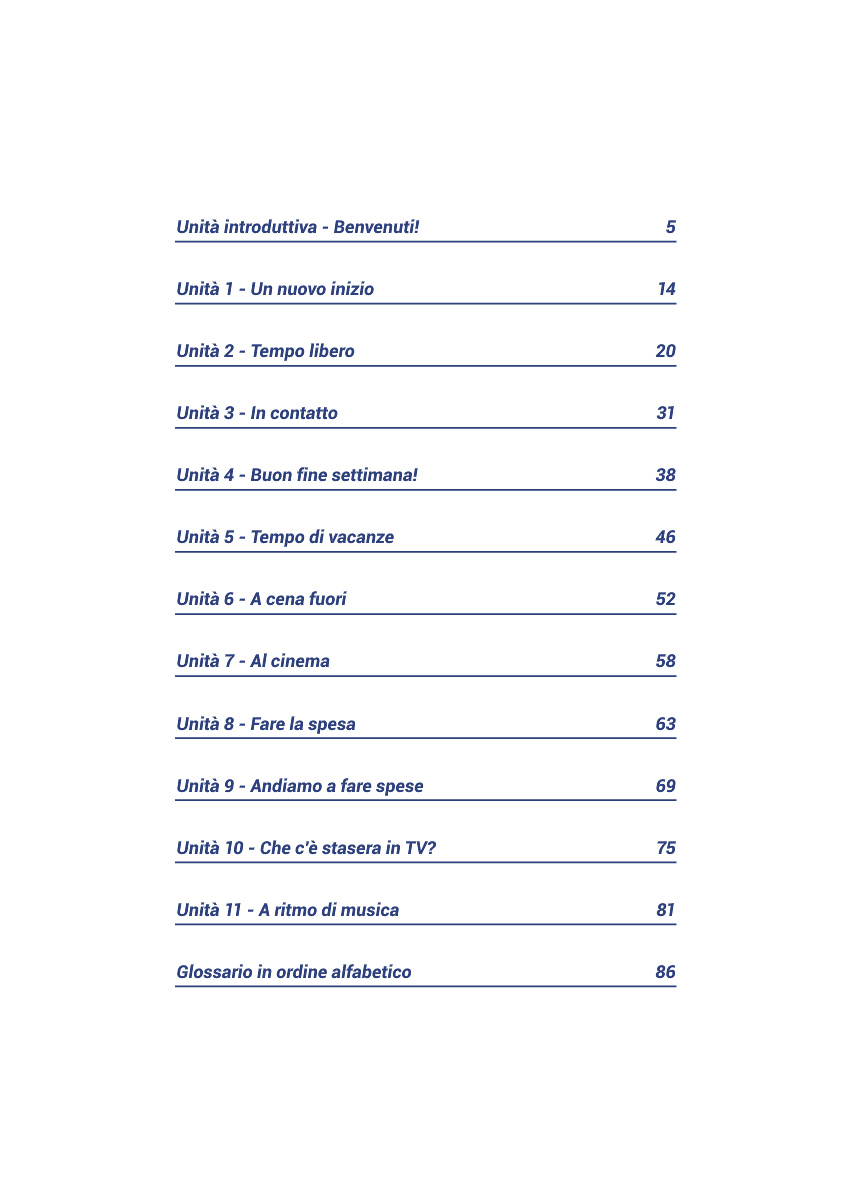 Unità introduttiva - Benvenuti! 5
Unità 1 - Un nuovo inizio 14
Unità 2 - Tempo libero 20
Unità 3 - In contatto 31
Unità 4 - Buon fine settimana! 38
Unità 5 - Tempo di vacanze 46
Unità 6 - A cena fuori 52
Unità 7 - Al cinema 58
Unità 8 - Fare la spesa 63
Unità 9 - Andiamo a fare spese 69
Unità 10 - Che c'è stasera in TV? 75
Unità 11 - A ritmo di musica 81
Glossario in ordine alfabetico 86